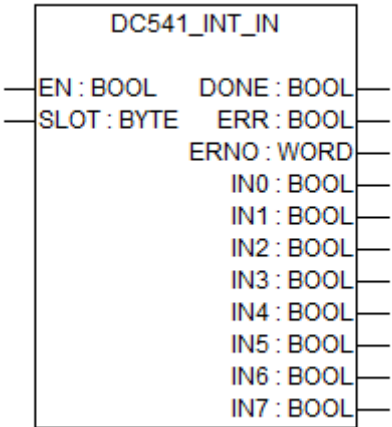 DC541_INT_IN
EN : BOOL DONE : BOOL
SLOT : BYTE ERR : BOOL
ERNO : WORD
IN0 : BOOL
IN1 : BOOL
IN2 : BOOL
IN3 : BOOL
IN4 : BOOL
IN5 : BOOL
IN6 : BOOL
IN7 : BOOL